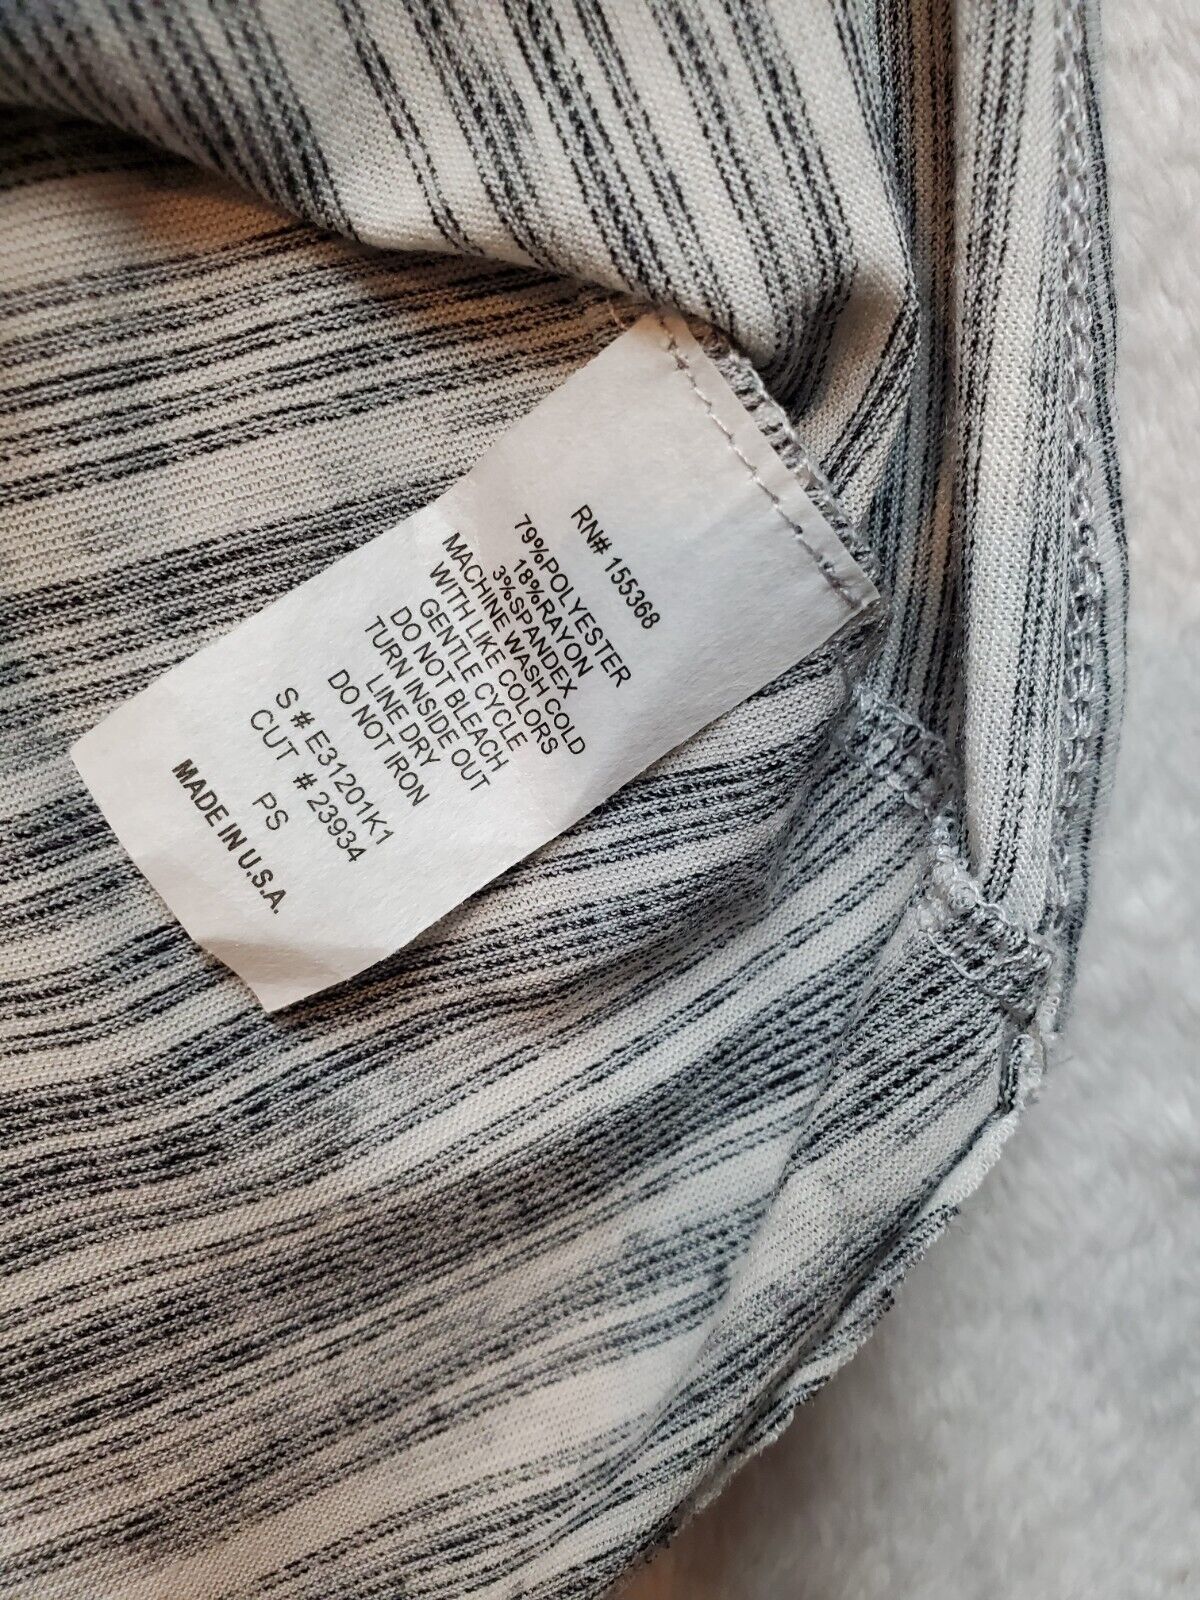 RN# 155368
79%POLYESTER
18%RAYON
3%SPANDEX
MACHINE WASH COLD
WITH LIKE COLORS
GENTLE CYCLE
DO NOT BLEACH
TURN INSIDE OUT
LINE DRY
DO NOT IRON
S # E31201K1
CUT # 23934
PS
MADE IN U.S.A.